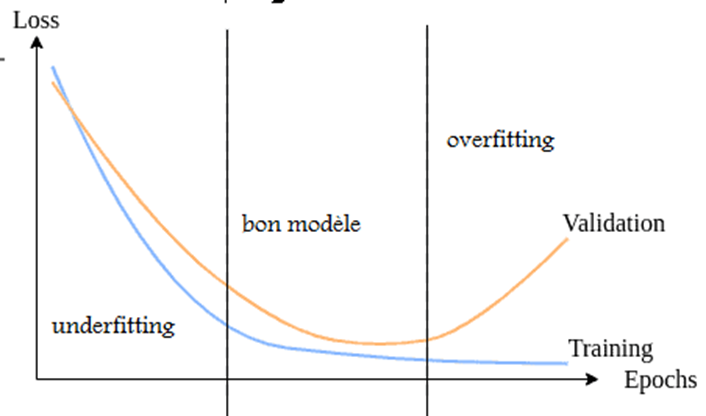 Loss
overfitting
bon modèle
Validation
underfitting
Training
Epochs